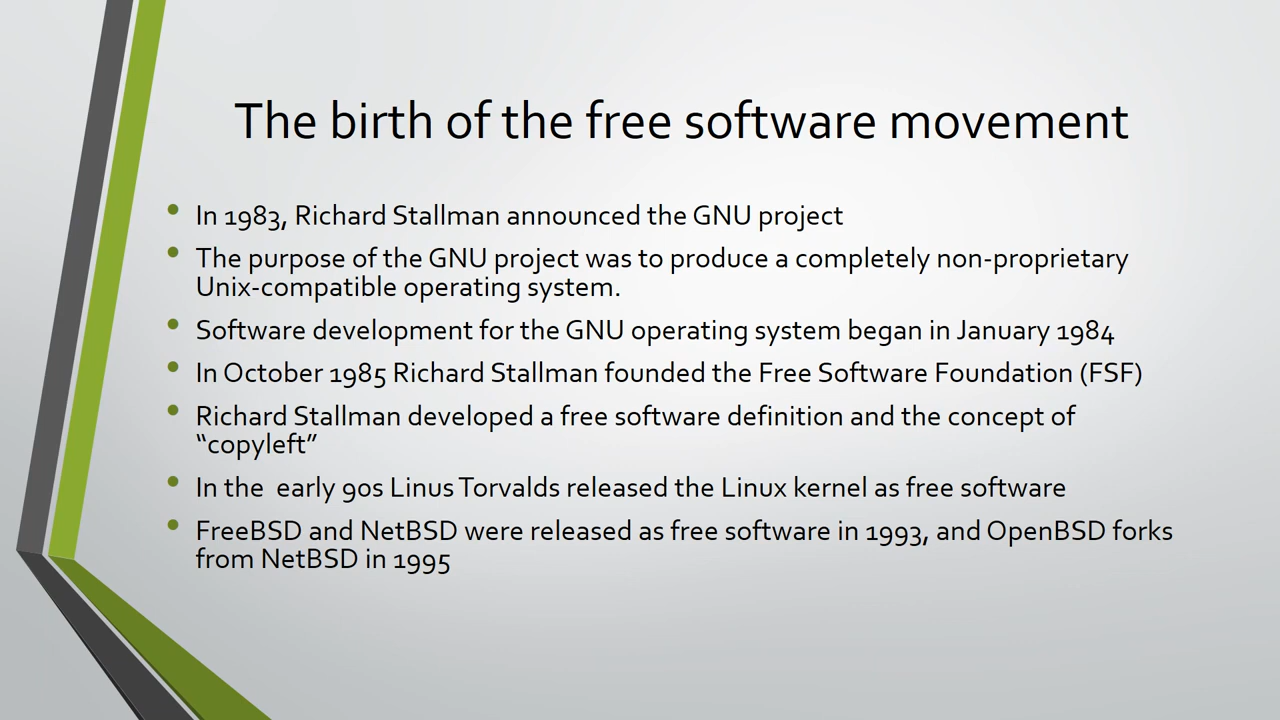 The birth of the free software movement
• In 1983, Richard Stallman announced the GNU project
• The purpose of the GNU project was to produce a completely non-proprietary
Unix-compatible operating system.
• Software development for the GNU operating system began in January 1984
• In October 1985 Richard Stallman founded the Free Software Foundation (FSF)
• Richard Stallman developed a free software definition and the concept of
“copyleft”
• In the  early 90s Linus Torvalds released the Linux kernel as free software
• FreeBSD and NetBSD were released as free software in 1993, and OpenBSD forks
from NetBSD in 1995